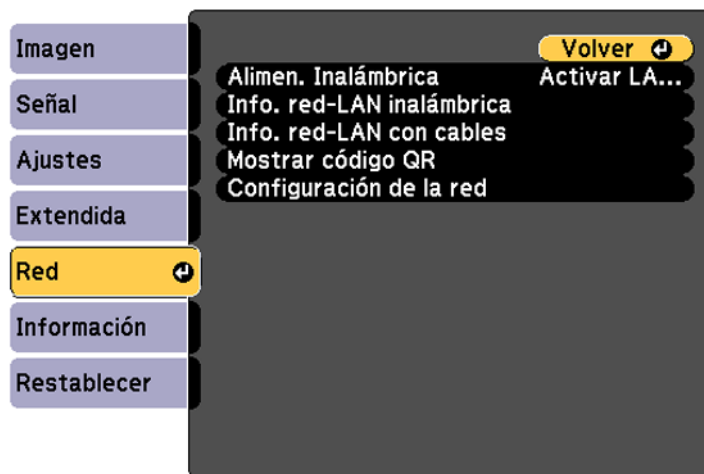 Imagen
Señal
Ajustes
Extendida
Red
Información
Restablecer
Volver
Alimen. Inalámbrica Activar LA...
Info. red-LAN inalámbrica
Info. red-LAN con cables
Mostrar código QR
Configuración de la red